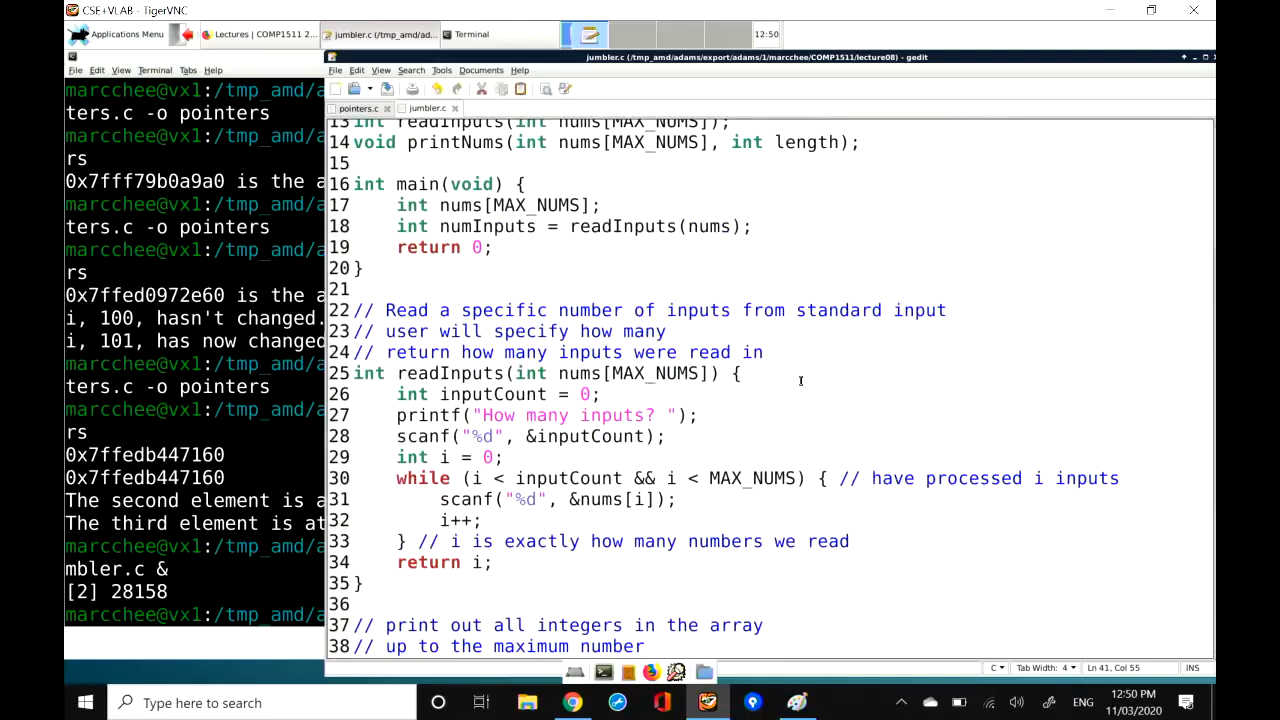 CSE+VLAB - TigerVNC
Applications Menu
Lectures | COMP1511 2...
jumbler.c (/tmp_amd/ad...
Terminal
12:50
jumbler.c (/tmp_amd/adams/export/adams/1/marcchee/COMP1511/lecture08) - gedit
File Edit View Terminal Tabs Help
File Edit View Search Tools Documents Help
pointers.c
jumbler.c
marcchee@vx1:/tmp_amd/a
ters.c -o pointers
marcchee@vx1:/tmp_amd/a
rs
0x7fff79b0a9a0 is the a
marcchee@vx1:/tmp_amd/a
ters.c -o pointers
marcchee@vx1:/tmp_amd/a
rs
0x7ffed0972e60 is the a
i, 100, hasn't changed.
i, 101, has now changed
marcchee@vx1:/tmp_amd/a
ters.c -o pointers
marcchee@vx1:/tmp_amd/a
rs
0x7ffedb447160
0x7ffedb447160
The second element is a
The third element is at
marcchee@vx1:/tmp_amd/a
mbler.c &
[2] 28158
marcchee@vx1:/tmp_amd/a
13 int readInputs(int nums[MAX_NUMS]);
14 void printNums(int nums[MAX_NUMS], int length);
15
16 int main(void) {
17 int nums[MAX_NUMS];
18 int numInputs = readInputs(nums);
19 return 0;
20 }
21
22 // Read a specific number of inputs from standard input
23 // user will specify how many
24 // return how many inputs were read in
25 int readInputs(int nums[MAX_NUMS]) {
26 int inputCount = 0;
27 printf("How many inputs? ");
28 scanf("%d", &inputCount);
29 int i = 0;
30 while (i < inputCount && i < MAX_NUMS) { // have processed i inputs
31 scanf("%d", &nums[i]);
32 i++;
33 } // i is exactly how many numbers we read
34 return i;
35 }
36
37 // print out all integers in the array
38 // up to the maximum number
C
Tab Width: 4
Ln 41, Col 55
INS
Type here to search
ENG
12:50 PM
11/03/2020